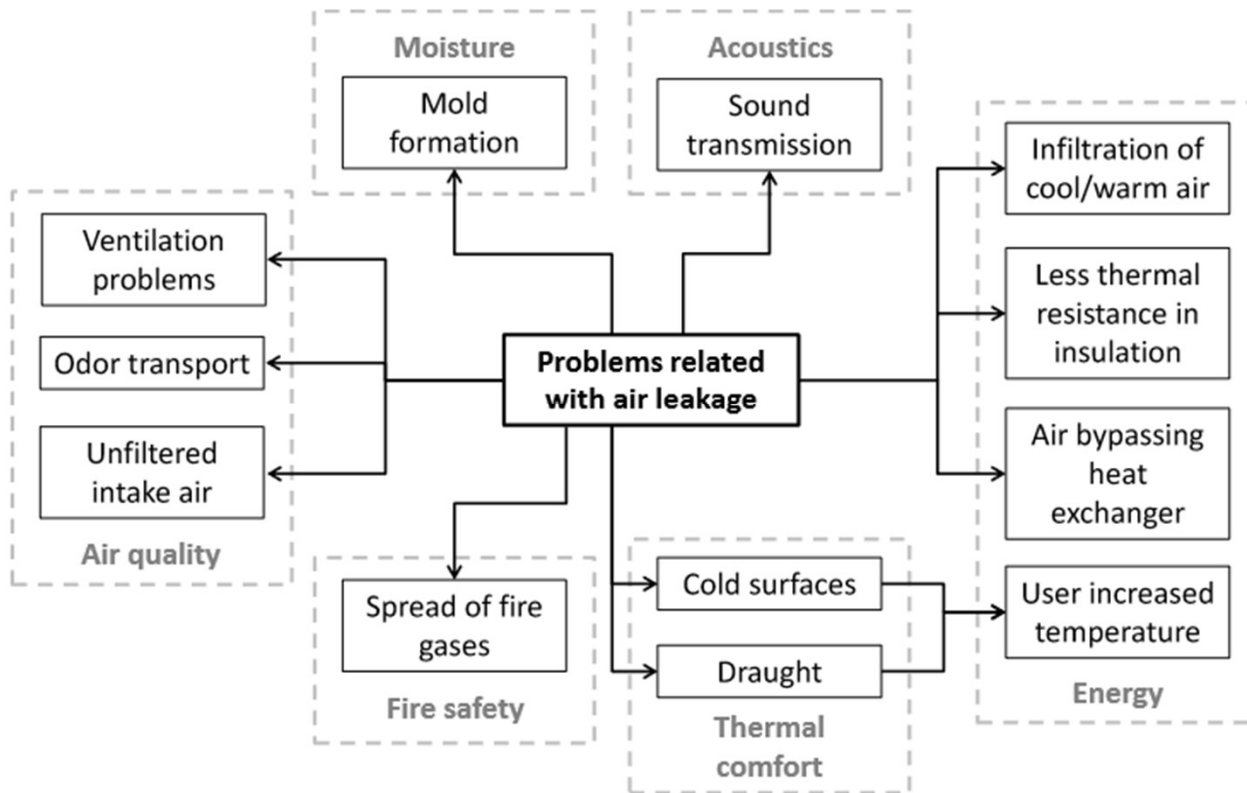 Moisture
Mold
formation
Acoustics
Sound
transmission
Ventilation
problems
Odor transport
Unfiltered
intake air
Air quality
Problems related
with air leakage
Infiltration of
cool/warm air
Less thermal
resistance in
insulation
Air bypassing
heat
exchanger
User increased
temperature
Energy
Spread of fire
gases
Fire safety
Cold surfaces
Draught
Thermal
comfort